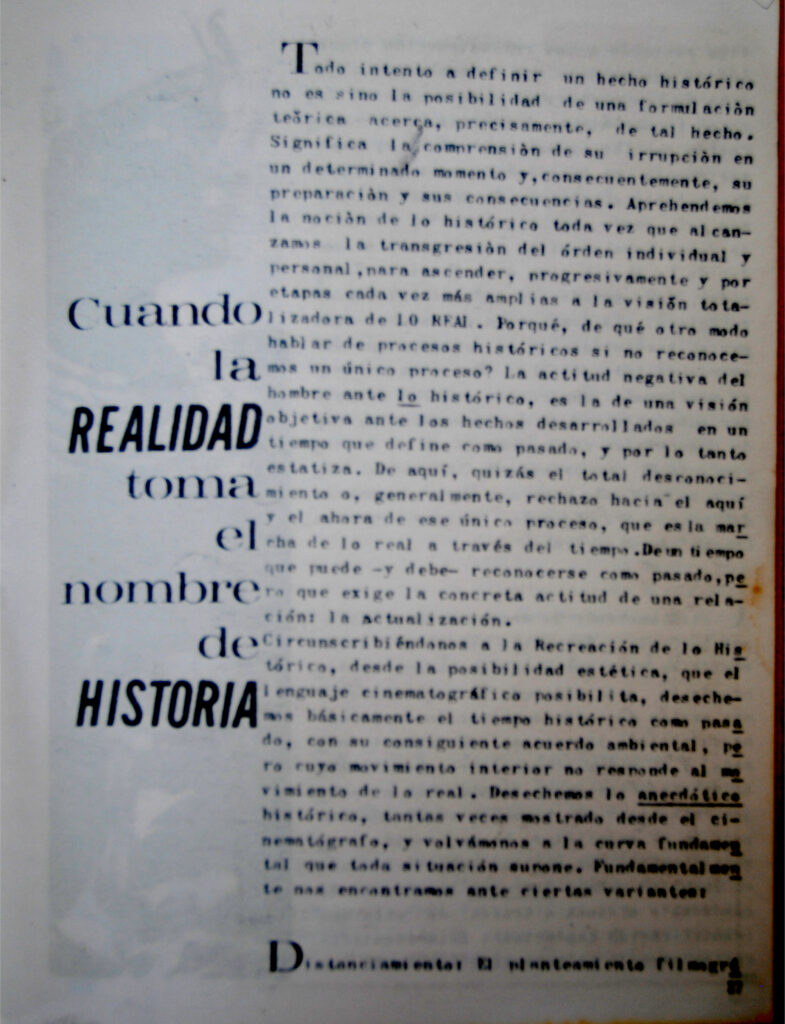 Cuando
la
REALIDAD
toma
el
nombre
de
HISTORIA
Todo intento a definir un hecho histórico
no es sino la posibilidad de una formulaciòn
teòrica acerca, precisamente, de tal hecho.
Significa la comprensiòn de su irrupciòn en
un determinado momento y,consecuentemente, su
preparaciòn y sus consecuencias. Aprehendemos
la nociòn de lo histórico toda vez que alcan-
zamos la transgresiòn del órden individual y
personal,para ascender, progresivamente y por
etapas cada vez más amplias a la visión tota-
lizadora de LO REAL. Porqué, de qué otro modo
hablar de procesos históricos si no reconoce-
mos un único proceso? La actitud negativa del
hombre ante lo histórico, es la de una visión
objetiva ante los hechos desarrollados en un
tiempo que define como pasado, y por lo tanto
estatiza. De aquí, quizás el total desconoci-
miento o, generalmente, rechazo hacia el aquí
y el ahora de ese único proceso, que es la mar
cha de lo real a través del tiempo.De un tiempo
que puede -y debe- reconocerse como pasado,pe
ro que exige la concreta actitud de una rela-
ción: la actualización.
Circunscribiéndonos a la Recreación de lo His
tórico, desde la posibilidad estética, que el
lenguaje cinematográfico posibilita, deseche-
mos básicamente el tiempo histórico como pasa
do, con su consiguiente acuerdo ambiental, pe
ro cuyo movimiento interior no responde al mo
vimiento de lo real. Desechemos lo anecdótico
histórico, tantas veces mostrado desde el ci-
nematógrafo, y volvámonos a la curva fundamen
tal que toda situación supone. Fundamentalmen
te nos encontramos ante ciertas variantes:
Distanciamiento: El planteamiento filmográ